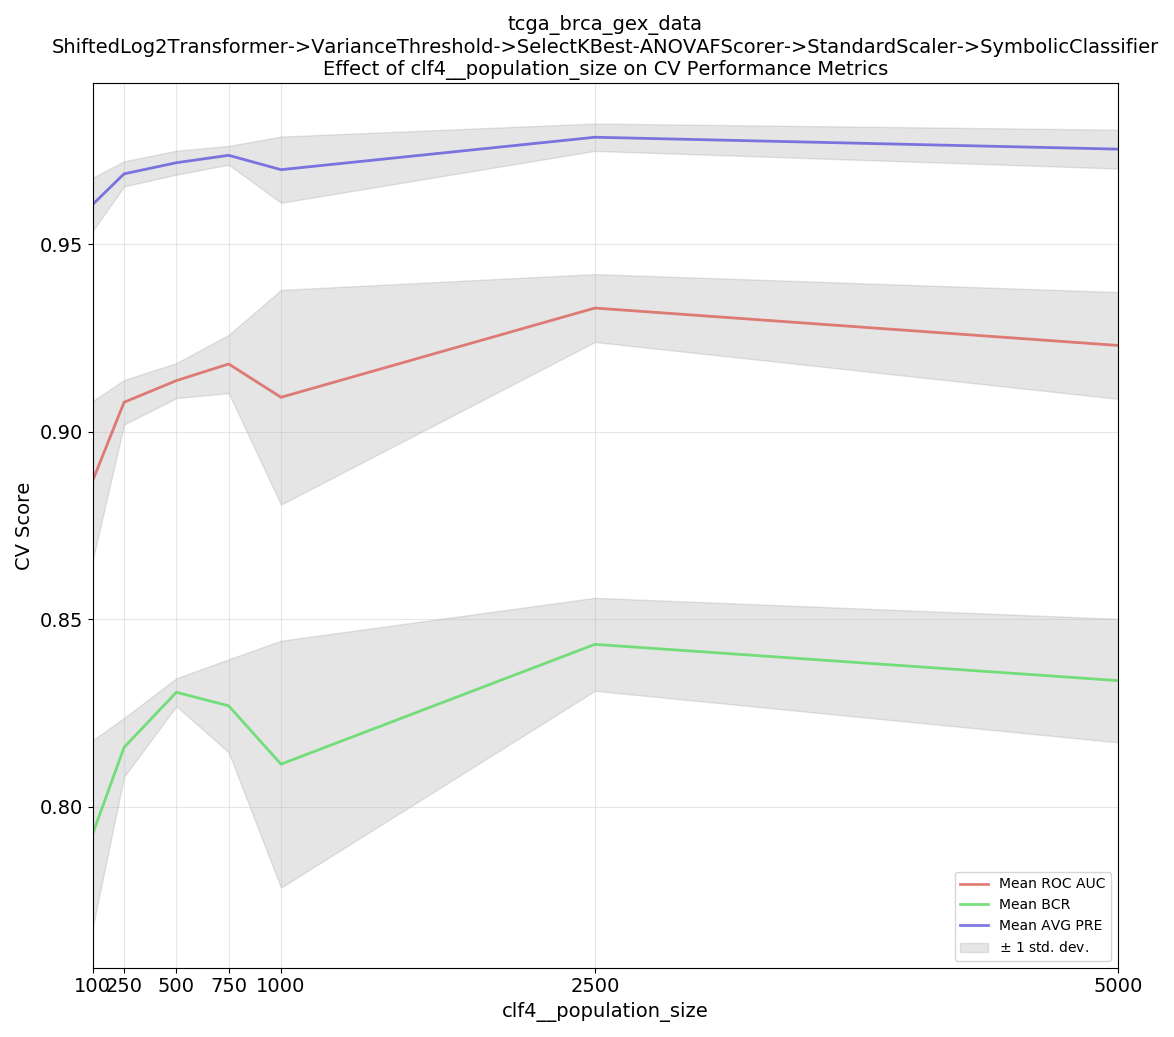 tcga_brca_gex_data
ShiftedLog2Transformer->VarianceThreshold->SelectKBest-ANOVAFScorer->StandardScaler->SymbolicClassifier
Effect of clf4__population_size on CV Performance Metrics
CV Score
0.95
0.90
0.85
0.80
Mean ROC AUC
Mean BCR
Mean AVG PRE
± 1 std. dev.
100 250 500 750 1000 2500 5000
clf4__population_size